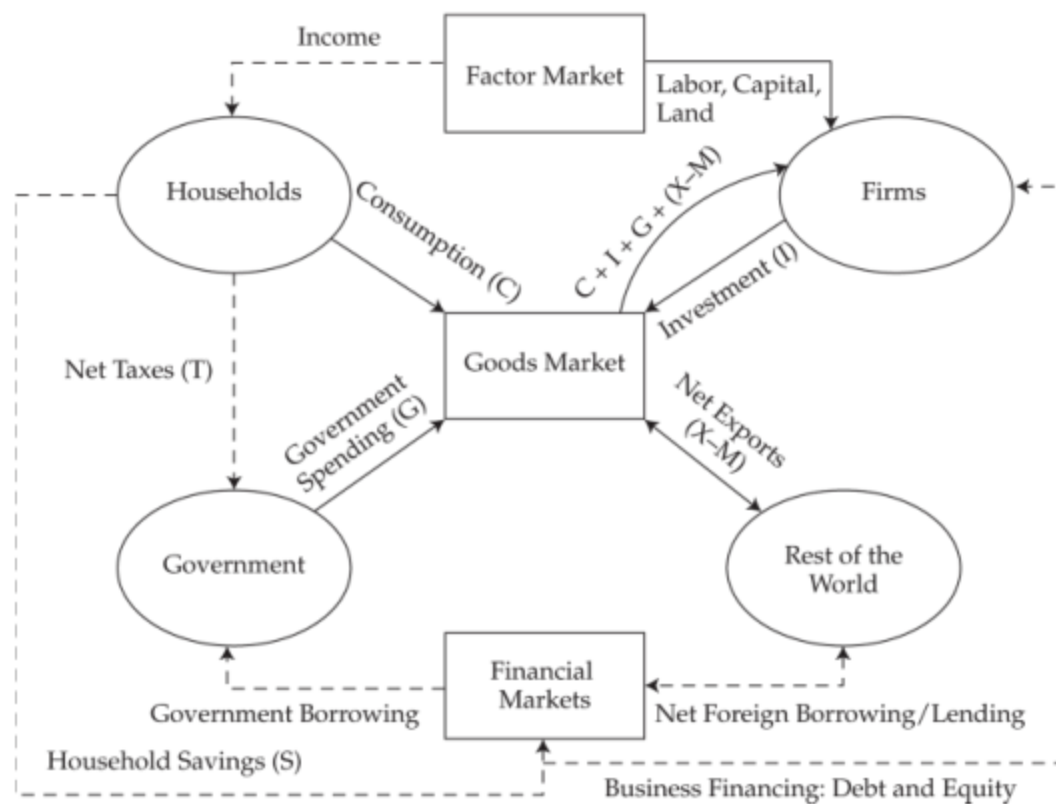 Income
Factor Market
Labor, Capital,
Land
Households
Consumption (C)
C + I + G + (X–M)
Firms
Investment (I)
Goods Market
Net Taxes (T)
Government
Spending (G)
Net Exports
(X–M)
Government
Rest of the
World
Financial
Markets
Government Borrowing
Net Foreign Borrowing/Lending
Household Savings (S)
Business Financing: Debt and Equity